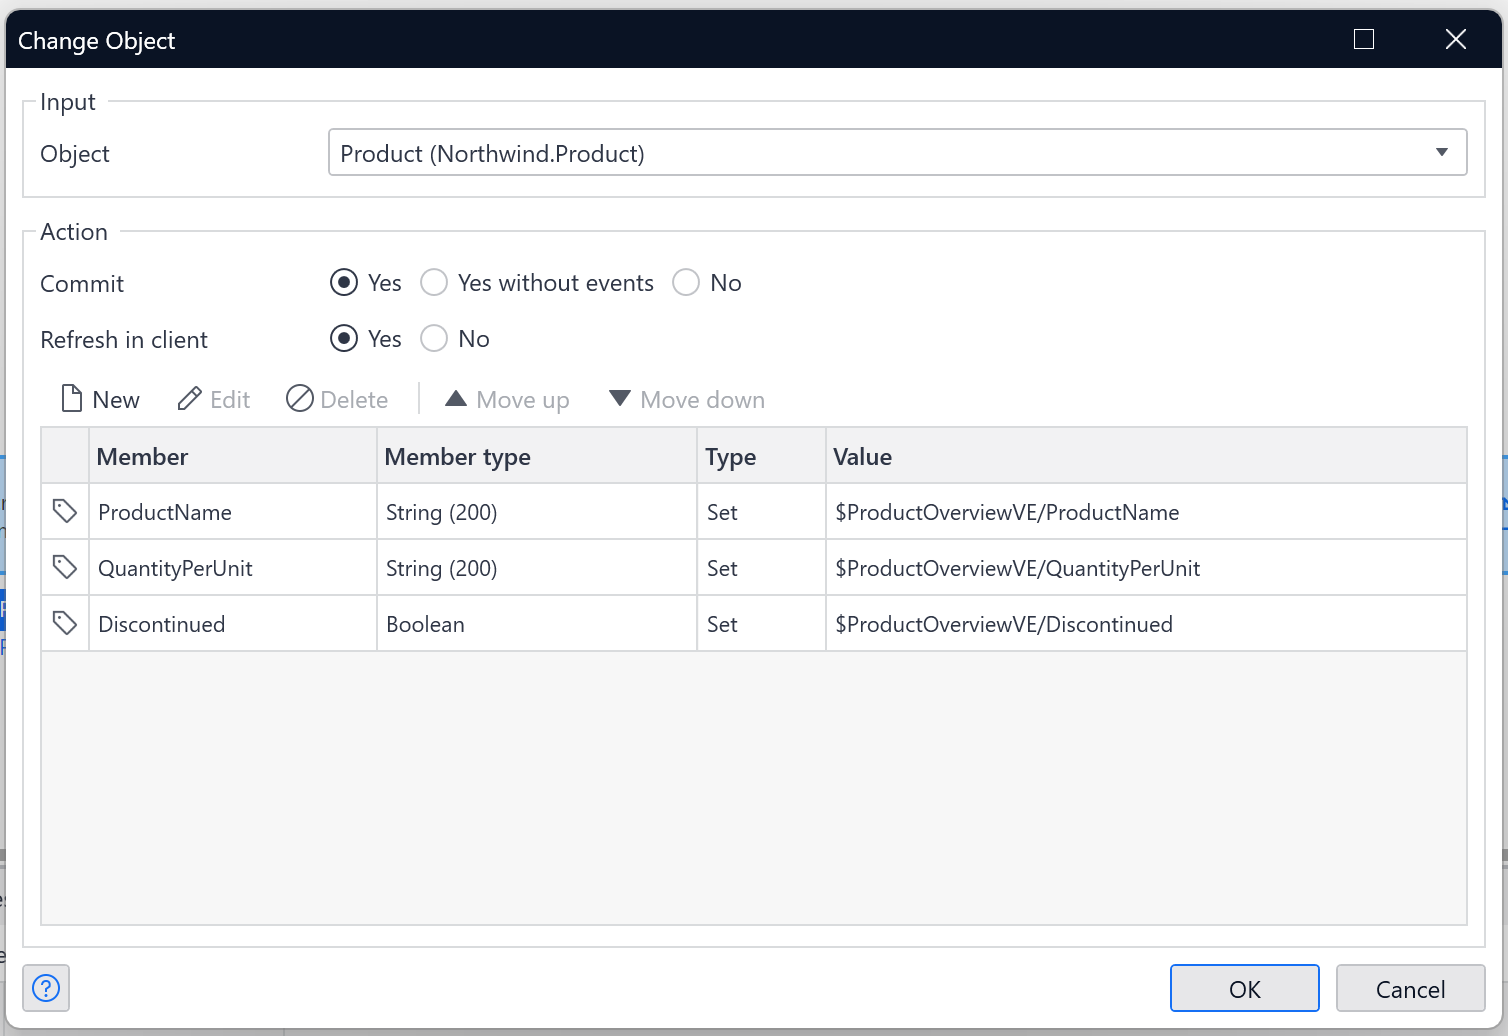 Change Object
Input
Object Product (Northwind.Product)
Action
Commit Yes Yes without events No
Refresh in client Yes No
New Edit Delete Move up Move down
Member Member type Type Value
ProductName String (200) Set $ProductOverviewVE/ProductName
QuantityPerUnit String (200) Set $ProductOverviewVE/QuantityPerUnit
Discontinued Boolean Set $ProductOverviewVE/Discontinued
? OK Cancel